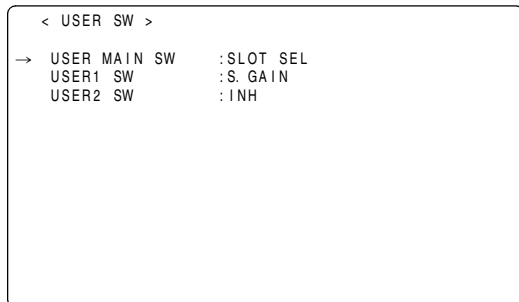 < USER SW >
→ USER MAIN SW :SLOT SEL
USER1 SW :S. GAIN
USER2 SW :INH